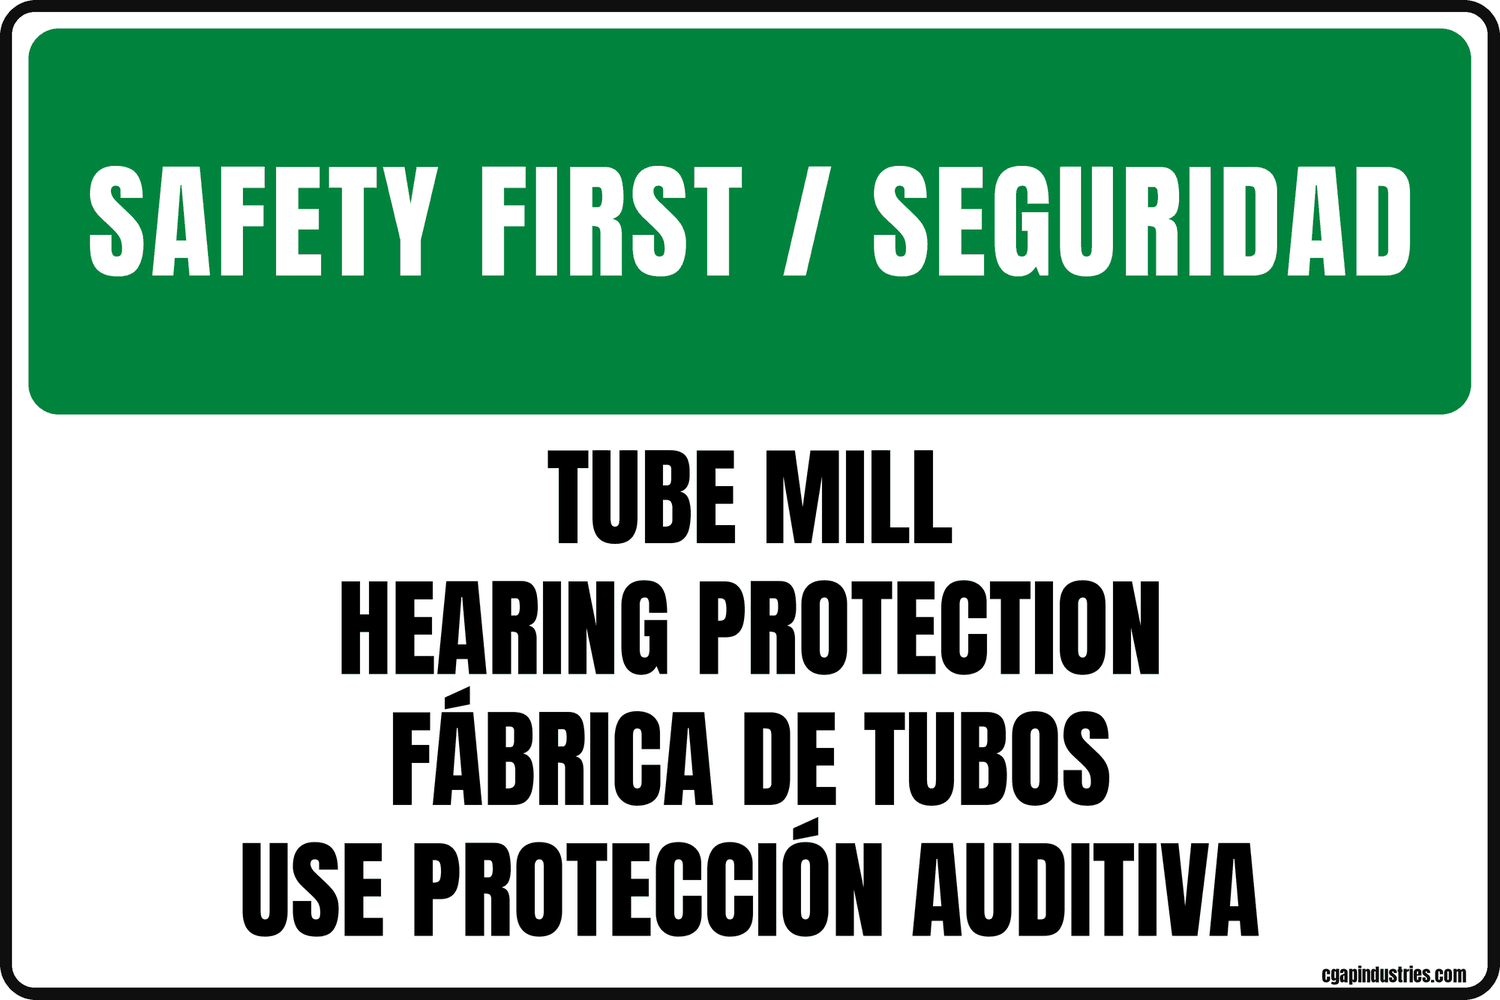 SAFETY FIRST / SEGURIDAD
TUBE MILL
HEARING PROTECTION
FÁBRICA DE TUBOS
USE PROTECCIÓN AUDITIVA
cgapindustries.com